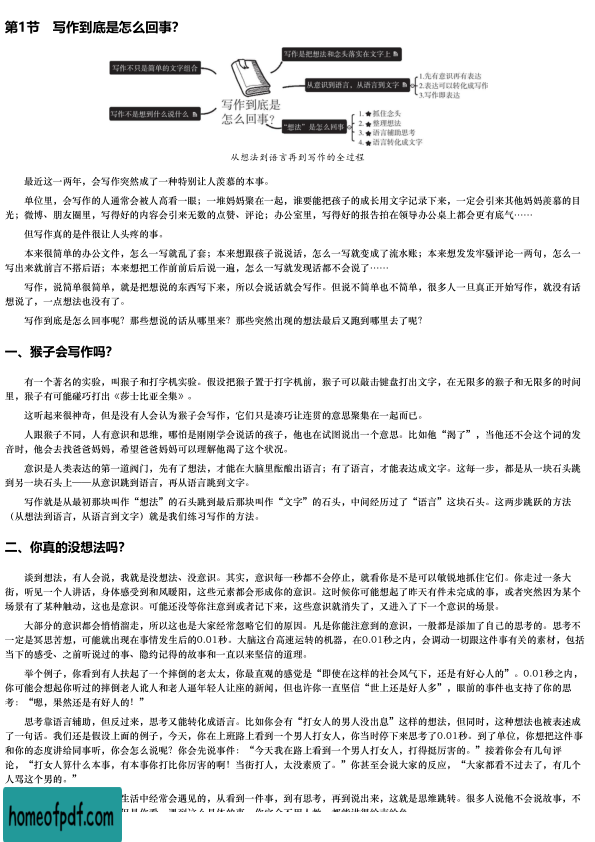 第1节　写作到底是怎么回事？
写作不只是简单的文字组合
写作不是想到什么说什么
写作到底是
怎么回事？
写作是把想法和念头落实在文字上
从意识到语言，从语言到文字
1.先有意识再有表达
2.表达可以转化成写作
3.写作即表达
“想法”是怎么回事
1.★抓住念头
2.★整理想法
3.★语言辅助思考
4.★语言转化成文字
从想法到语言再到写作的全过程
最近这一两年，会写作突然成了一种特别让人羡慕的本事。
单位里，会写作的人通常会被人高看一眼；一堆妈妈聚在一起，谁要能把孩子的成长用文字记录下来，一定会引来其他妈妈羡慕的目
光；微博、朋友圈里，写得好的内容会引来无数的点赞、评论；办公室里，写得好的报告拍在领导办公桌上都会更有底气……
但写作真的是件很让人头疼的事。
本来很简单的办公文件，怎么一写就乱了套；本来想跟孩子说说话，怎么一写就变成了流水账；本来想发发牢骚评论一两句，怎么一
写出来就前言不搭后语；本来想把工作前前后后说一遍，怎么一写就发现话都不会说了……
写作，说简单很简单，就是把想说的东西写下来，所以会说话就会写作。但说不简单也不简单，很多人一旦真正开始写作，就没有话
想说了，一点想法也没有了。
写作到底是怎么回事呢？那些想说的话从哪里来？那些突然出现的想法最后又跑到哪里去了呢？
一、猴子会写作吗？
有一个著名的实验，叫猴子和打字机实验。假设把猴子置于打字机前，猴子可以敲击键盘打出文字，在无限多的猴子和无限多的时间
里，猴子有可能碰巧打出《莎士比亚全集》。
这听起来很神奇，但是没有人会认为猴子会写作，它们只是凑巧让连贯的意思聚集在一起而已。
人跟猴子不同，人有意识和思维，哪怕是刚刚学会说话的孩子，他也在试图说出一个意思。比如他“渴了”，当他还不会这个词的发
音时，他会去找爸爸妈妈，希望爸爸妈妈可以理解他渴了这个状况。
意识是人类表达的第一道阀门，先有了想法，才能在大脑里酝酿出语言；有了语言，才能表达成文字。这每一步，都是从一块石头跳
到另一块石头上——从意识跳到语言，再从语言跳到文字。
写作就是从最初那块叫作“想法”的石头跳到最后那块叫作“文字”的石头，中间经历过了“语言”这块石头。这两步跳跃的方法
（从想法到语言，从语言到文字）就是我们练习写作的方法。
二、你真的没想法吗？
谈到想法，有人会说，我就是没想法、没意识。其实，意识每一秒都不会停止，就看你是不是可以敏锐地抓住它们。你走过一条大
街，听见一个人讲话，身体感受到和风暖阳，这些元素都会形成你的意识。这时候你可能想起了昨天有件未完成的事，或者突然因为某个
场景有了某种触动，这也是意识。可能还没等你注意到或者记下来，这些意识就消失了，又进入了下一个意识的场景。
大部分的意识都会悄悄溜走，所以这也是大家经常忽略它们的原因。凡是你能注意到的意识，一般都是添加了自己的思考的。思考不
一定是冥思苦想，可能就出现在事情发生后的0.01秒。大脑这台高速运转的机器，在0.01秒之内，会调动一切跟这件事有关的素材，包括
当下的感受、之前听说过的事、隐约记得的故事和一直以来坚信的道理。
举个例子，你看到有人扶起了一个摔倒的老太太，你最直观的感觉是“即使在这样的社会风气下，还是有好心人的”。0.01秒之内，
你可能会想起你听过的摔倒老人讹人和老人逼年轻人让座的新闻，但也许你一直坚信“世上还是好人多”，眼前的事件也支持了你的思
考：“嗯，果然还是有好人的！”
思考靠语言辅助，但反过来，思考又能转化成语言。比如你会有“打女人的男人没出息”这样的想法，但同时，这种想法也被表述成
了一句话。我们还是假设上面的例子，今天，你在上班路上看到一个男人打女人，你当时停下来思考了0.01秒。到了单位，你想把这件事
和你的态度讲给同事听，你会怎么说呢？你会先说事件：“今天我在路上看到一个男人打女人，打得挺厉害的。”接着你会有几句评
论，“打女人算什么本事，有本事你打比你厉害的啊！当街打人，太没素质了。”你甚至会说大家的反应，“大家都看不过去了，有几个
人骂这个男的。”
生活中经常会遇见的，从看到一件事，到有思考，再到说出来，这就是思维跳转。很多人说他不会说故事，不
homeofpdf.com